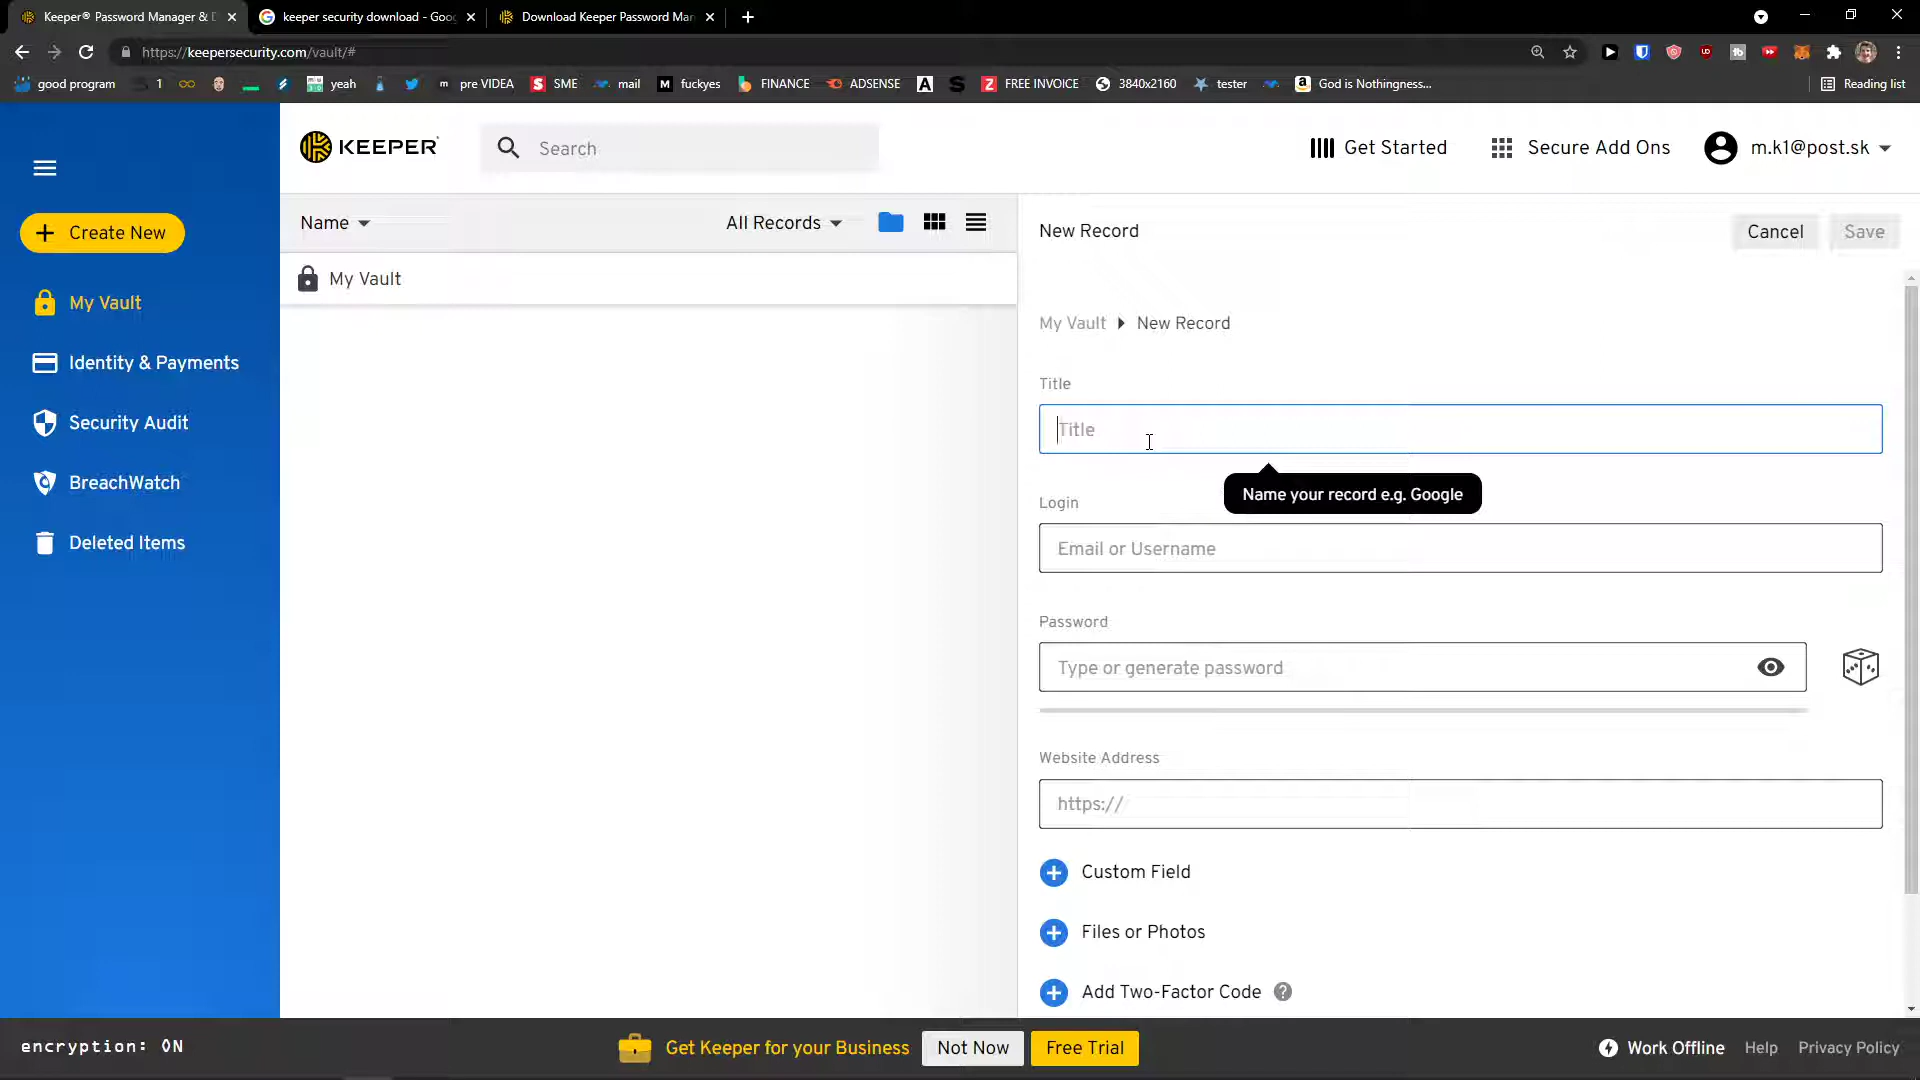 Keeper® Password Manager & D
keeper security download - Goo
Download Keeper Password Man
https://keepersecurity.com/vault/#
good program
1
yeah
pre VIDEA
SME
mail
fuckyes
FINANCE
ADSENSE
FREE INVOICE
3840x2160
tester
God is Nothingness...
Reading list
KEEPER
Search
Get Started
Secure Add Ons
m.k1@post.sk
Create New
My Vault
Identity & Payments
Security Audit
BreachWatch
Deleted Items
Name
All Records
My Vault
New Record
Cancel
Save
My Vault
New Record
Title
Title
Name your record e.g. Google
Login
Email or Username
Password
Type or generate password
Website Address
https://
Custom Field
Files or Photos
Add Two-Factor Code
?
encryption: ON
Get Keeper for your Business
Not Now
Free Trial
Work Offline
Help
Privacy Policy